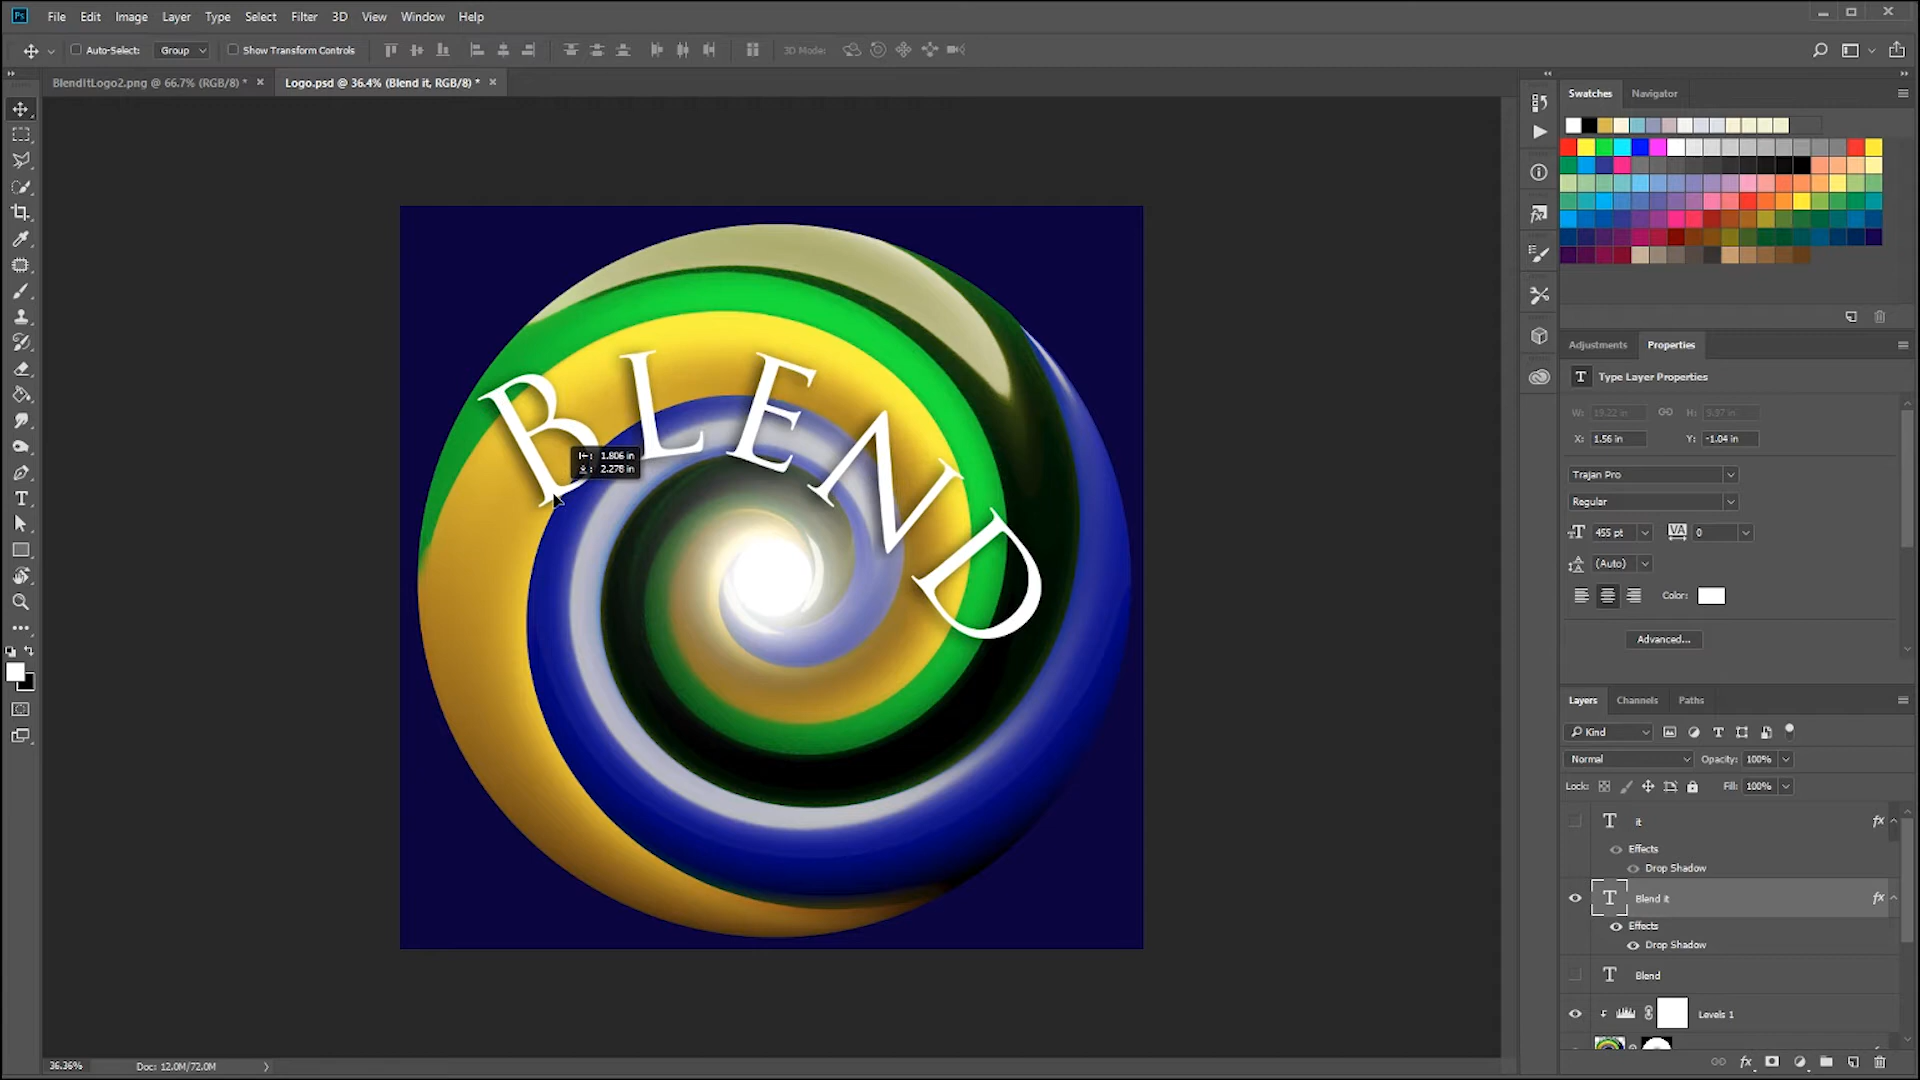 Ps File Edit Image Layer Type Select Filter 3D View Window Help
Auto-Select: Group Show Transform Controls 3D Mode:
BlendItLogo2.png @ 66.7% (RGB/8) * × Logo.psd @ 36.4% (Blend it, RGB/8) * ×
Swatches Navigator
BLEND
1.806 in
2.278 in
Adjustments Properties
T Type Layer Properties
W: 19.22 in H: 9.97 in
X: 1.56 in Y: -1.04 in
Trajan Pro
Regular
455 pt VA 0
(Auto)
Color:
Advanced...
Layers Channels Paths
Kind
Normal Opacity: 100%
Lock: Fill: 100%
T it fx
Effects
Drop Shadow
T Blend it fx
Effects
Drop Shadow
T Blend
Levels 1
36.36% Doc: 12.0M/72.0M